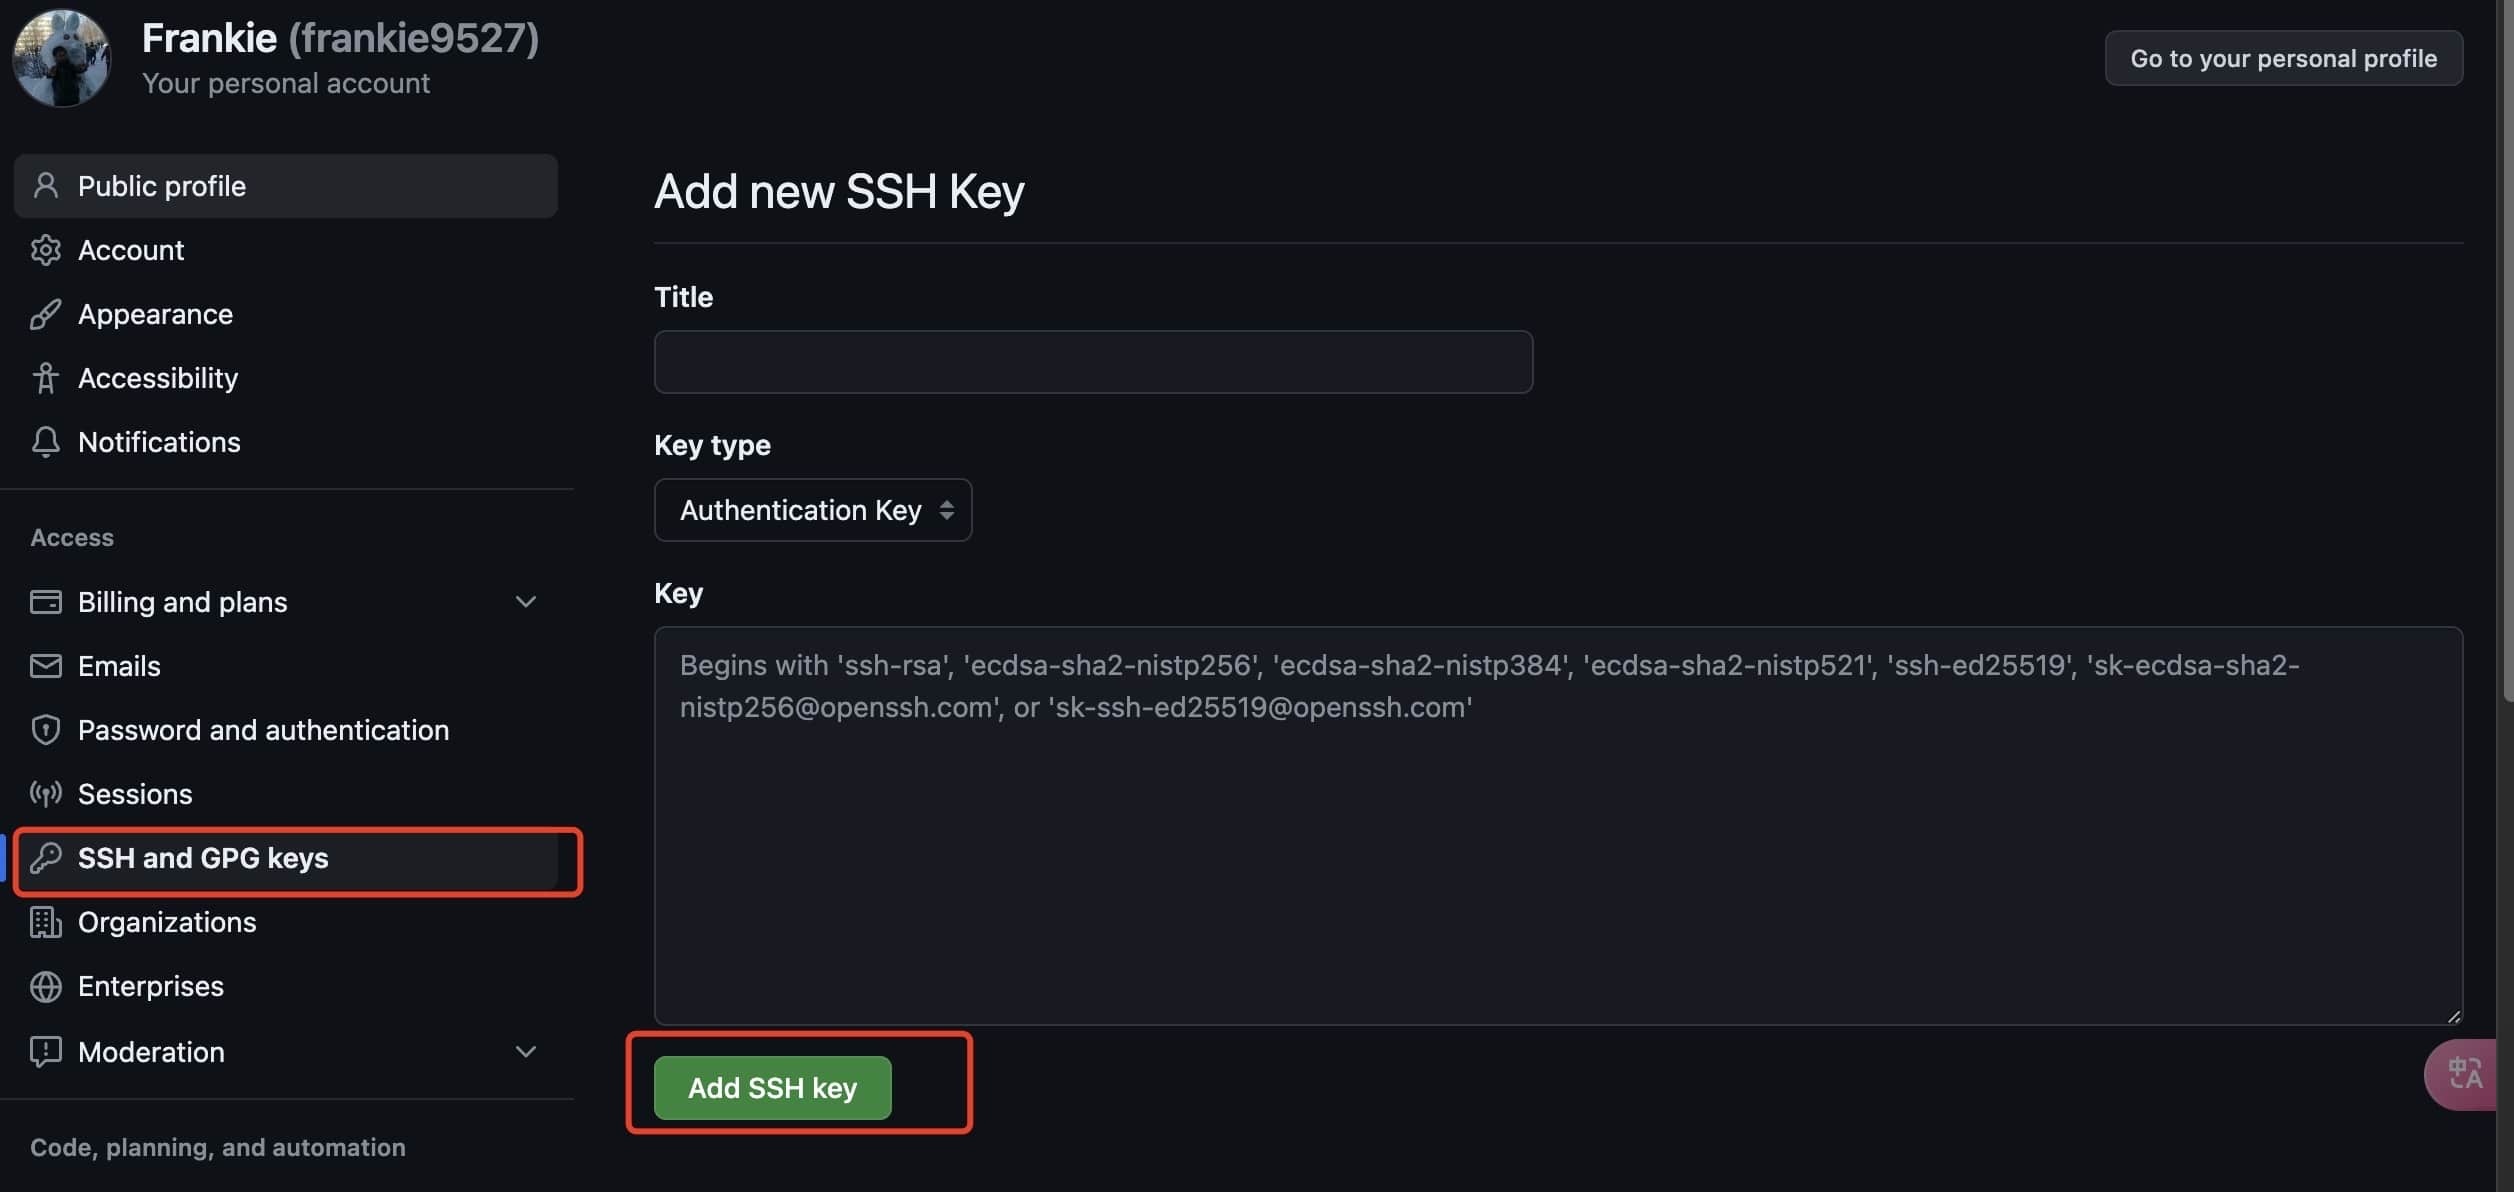 Frankie (frankie9527)
Your personal account
Go to your personal profile
Public profile
Account
Appearance
Accessibility
Notifications
Access
Billing and plans
Emails
Password and authentication
Sessions
SSH and GPG keys
Organizations
Enterprises
Moderation
Code, planning, and automation
Add new SSH Key
Title
Key type
Authentication Key
Key
Begins with 'ssh-rsa', 'ecdsa-sha2-nistp256', 'ecdsa-sha2-nistp384', 'ecdsa-sha2-nistp521', 'ssh-ed25519', 'sk-ecdsa-sha2-
nistp256@openssh.com', or 'sk-ssh-ed25519@openssh.com'
Add SSH key
中A